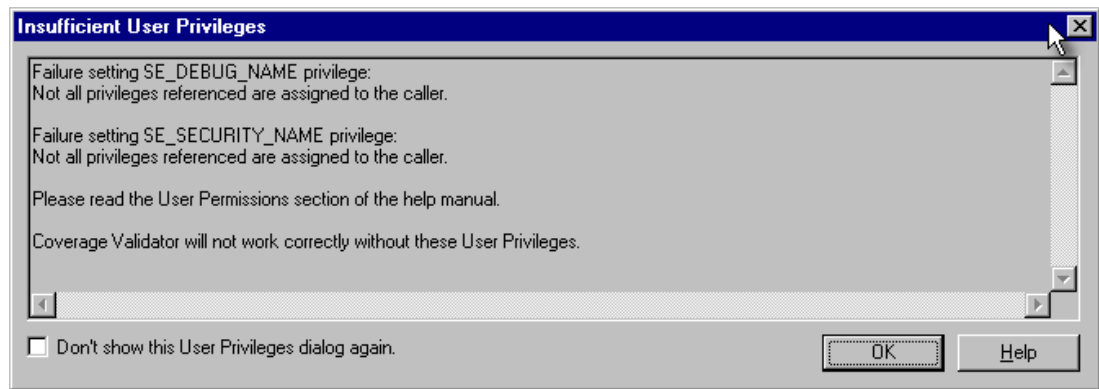 Insufficient User Privileges
Failure setting SE_DEBUG_NAME privilege:
Not all privileges referenced are assigned to the caller.
Failure setting SE_SECURITY_NAME privilege:
Not all privileges referenced are assigned to the caller.
Please read the User Permissions section of the help manual.
Coverage Validator will not work correctly without these User Privileges.
Don't show this User Privileges dialog again.
OK
Help